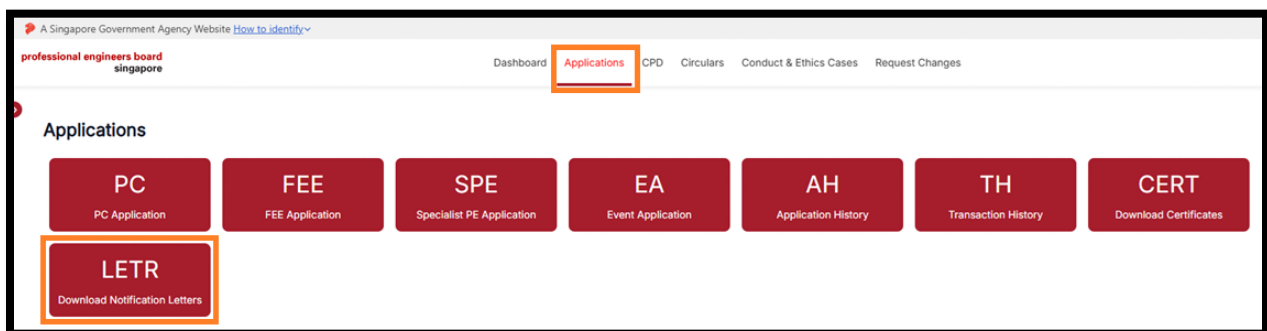 A Singapore Government Agency Website How to identify
professional engineers board
singapore
Dashboard Applications CPD Circulars Conduct & Ethics Cases Request Changes
Applications
PC FEE SPE EA AH TH CERT
PC Application FEE Application Specialist PE Application Event Application Application History Transaction History Download Certificates
LETR
Download Notification Letters